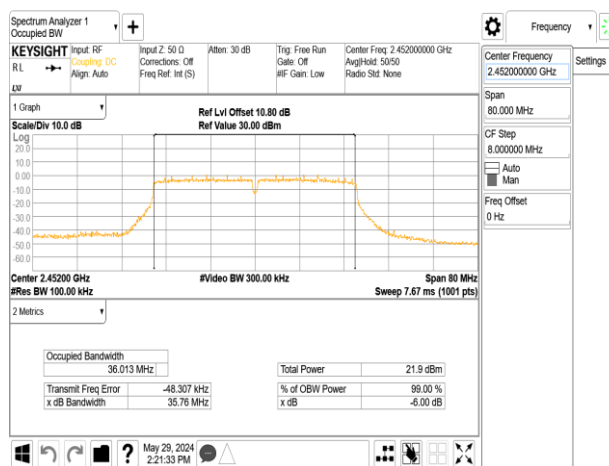 Spectrum Analyzer 1
Occupied BW
Frequency
KEYSIGHT
RL
LXI
Input: RF
Coupling: DC
Align: Auto
Input Z: 50 Ω
Corrections: Off
Freq Ref: Int (S)
Atten: 30 dB
Trig: Free Run
Gate: Off
#IF Gain: Low
Center Freq: 2.452000000 GHz
Avg|Hold: 50/50
Radio Std: None
Center Frequency
2.452000000 GHz
Settings
Span
80.000 MHz
CF Step
8.000000 MHz
Auto
Man
Freq Offset
0 Hz
1 Graph
Scale/Div 10.0 dB
Ref Lvl Offset 10.80 dB
Ref Value 30.00 dBm
Log
20.0
10.0
0.00
-10.0
-20.0
-30.0
-40.0
-50.0
-60.0
Center 2.45200 GHz
#Res BW 100.00 kHz
#Video BW 300.00 kHz
Span 80 MHz
Sweep 7.67 ms (1001 pts)
2 Metrics
Occupied Bandwidth
36.013 MHz
Total Power 21.9 dBm
Transmit Freq Error -48.307 kHz
% of OBW Power 99.00 %
x dB Bandwidth 35.76 MHz
x dB -6.00 dB
May 29, 2024
2:21:33 PM